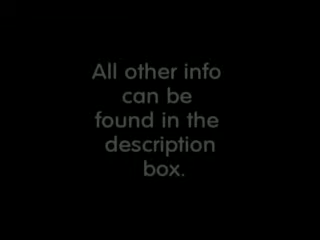 All other info
can be
found in the
description
box.